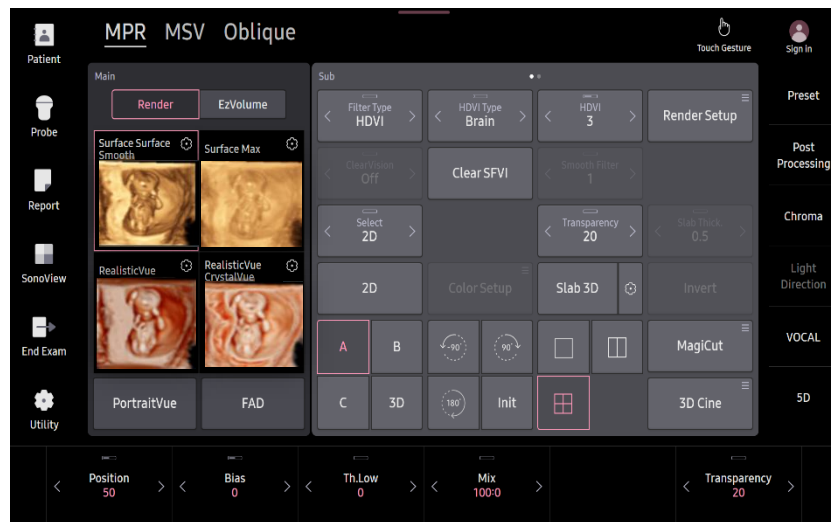 MPR MSV Oblique
Touch Gesture
Sign in
Patient
Probe
Report
SonoView
End Exam
Utility
Main
Render EzVolume
Surface Surface
Smooth
Surface Max
RealisticVue
RealisticVue
CrystalVue
PortraitVue FAD
Sub
Filter Type
HDVI
HDVI Type
Brain
HDVI
3
Render Setup
ClearVision
Off
Clear SFVI
Smooth Filter
1
Select
2D
Transparency
20
Slab Thick.
0.5
2D
Color Setup
Slab 3D
Invert
A B -90˚ 90˚
MagiCut
C 3D 180˚ Init
3D Cine
Preset
Post
Processing
Chroma
Light
Direction
VOCAL
5D
Position
50
Bias
0
Th.Low
0
Mix
100:0
Transparency
20